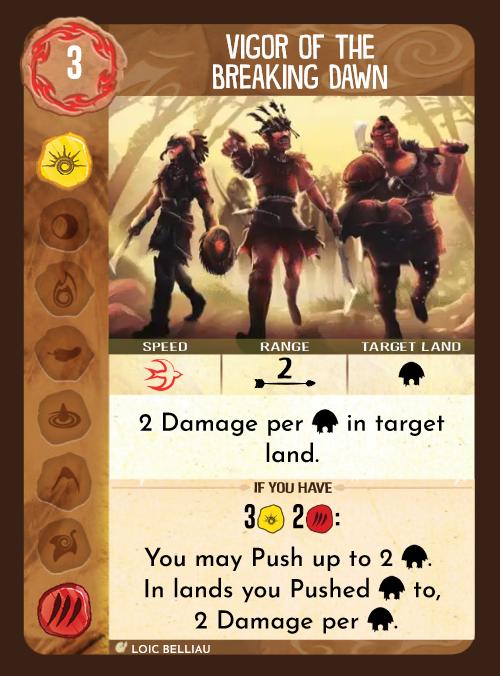 3
VIGOR OF THE
BREAKING DAWN
SPEED RANGE TARGET LAND
2
2 Damage per in target
land.
IF YOU HAVE
3 2 :
You may Push up to 2 .
In lands you Pushed to,
2 Damage per .
LOIC BELLIAU